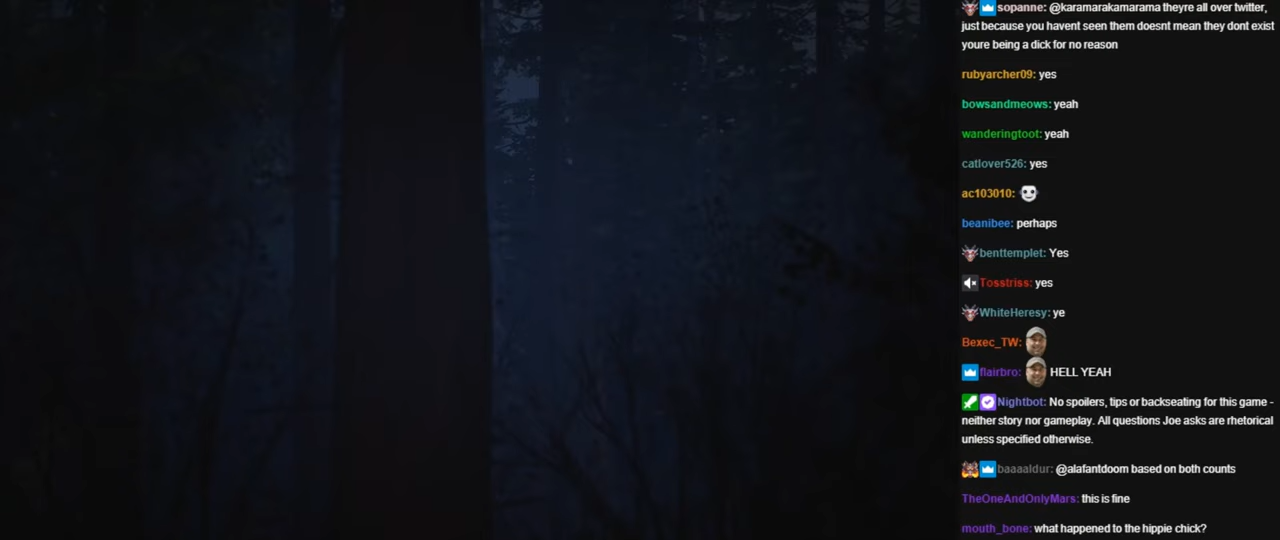 sopanne: @karamarakamarama theyre all over twitter,
just because you havent seen them doesnt mean they dont exist
youre being a dick for no reason
rubyarcher09: yes
bowsandmeows: yeah
wanderingtoot: yeah
catlover526: yes
ac103010:
beanibee: perhaps
benttemplet: Yes
Tosstriss: yes
WhiteHeresy: ye
Bexec_TW:
flairbro: HELL YEAH
Nightbot: No spoilers, tips or backseating for this game -
neither story nor gameplay. All questions Joe asks are rhetorical
unless specified otherwise.
baaaaldur: @alafantdoom based on both counts
TheOneAndOnlyMars: this is fine
mouth_bone: what happened to the hippie chick?